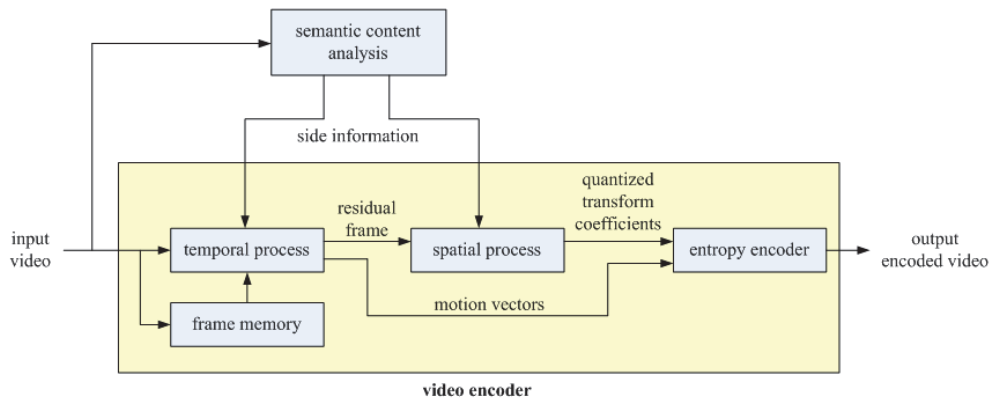 semantic content
analysis
side information
quantized
transform
coefficients
residual
frame
input
video
temporal process
spatial process
entropy encoder
output
encoded video
motion vectors
frame memory
video encoder